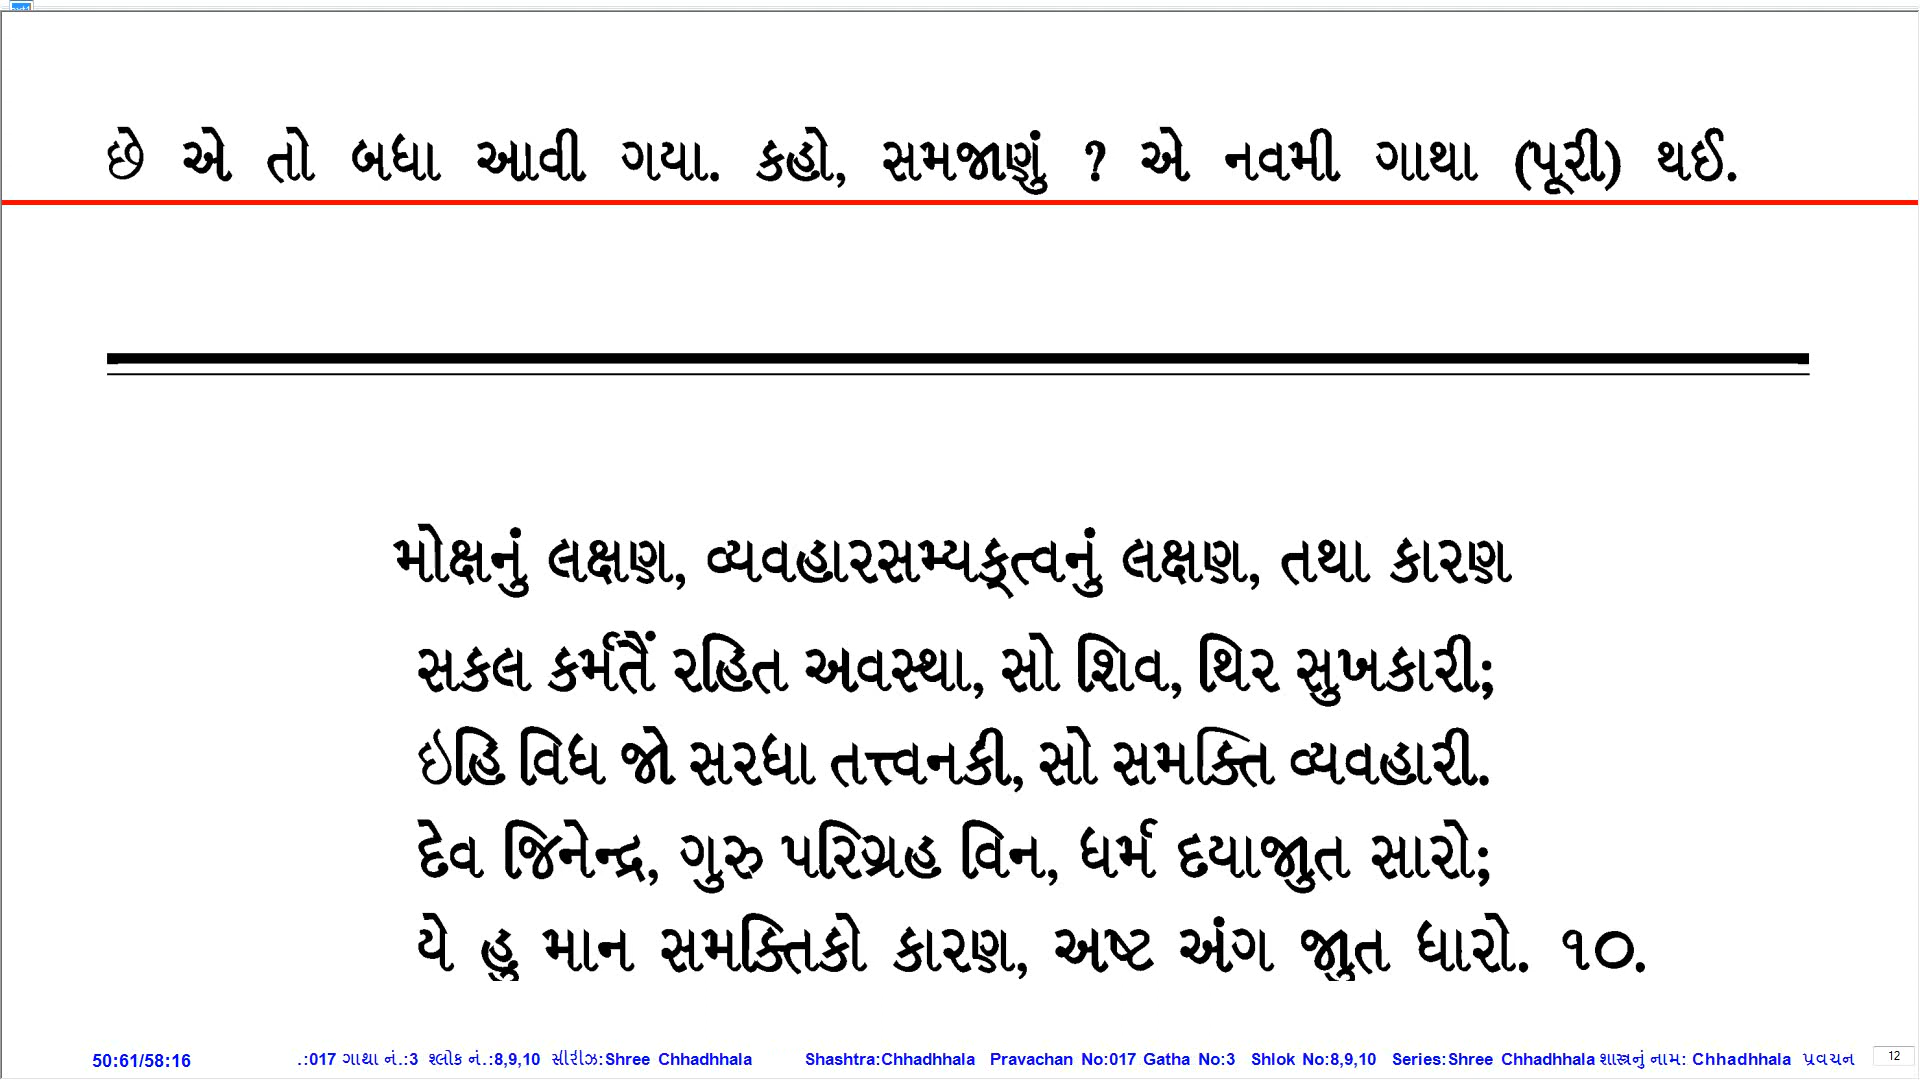 છે એ તો બધા આવી ગયા. કહો, સમજાણું ? એ નવમી ગાથા (પૂરી) થઈ.
મોક્ષનું લક્ષણ, વ્યવહારસમ્યક્ત્વનું લક્ષણ, તથા કારણ
સકલ કર્મતૈં રહિત અવસ્થા, સો શિવ, થિર સુખકારી;
ઇહિ વિધ જો સરધા તત્ત્વનકી, સો સમકિત વ્યવહારી.
દેવ જિનેન્દ્ર, ગુરુ પરિગ્રહ વિન, ધર્મ દયાજુત સારો;
યે હુ માન સમકિતકો કારણ, અષ્ટ અંગ જુત ધારો. ૧૦.
50:61/58:16 .:017 ગાથા નં.:3 શ્લોક નં.:8,9,10 સીરીઝ:Shree Chhadhhala Shashtra:Chhadhhala Pravachan No:017 Gatha No:3 Shlok No:8,9,10 Series:Shree Chhadhhala શાસ્ત્રનું નામ: Chhadhhala પ્રવચન 12